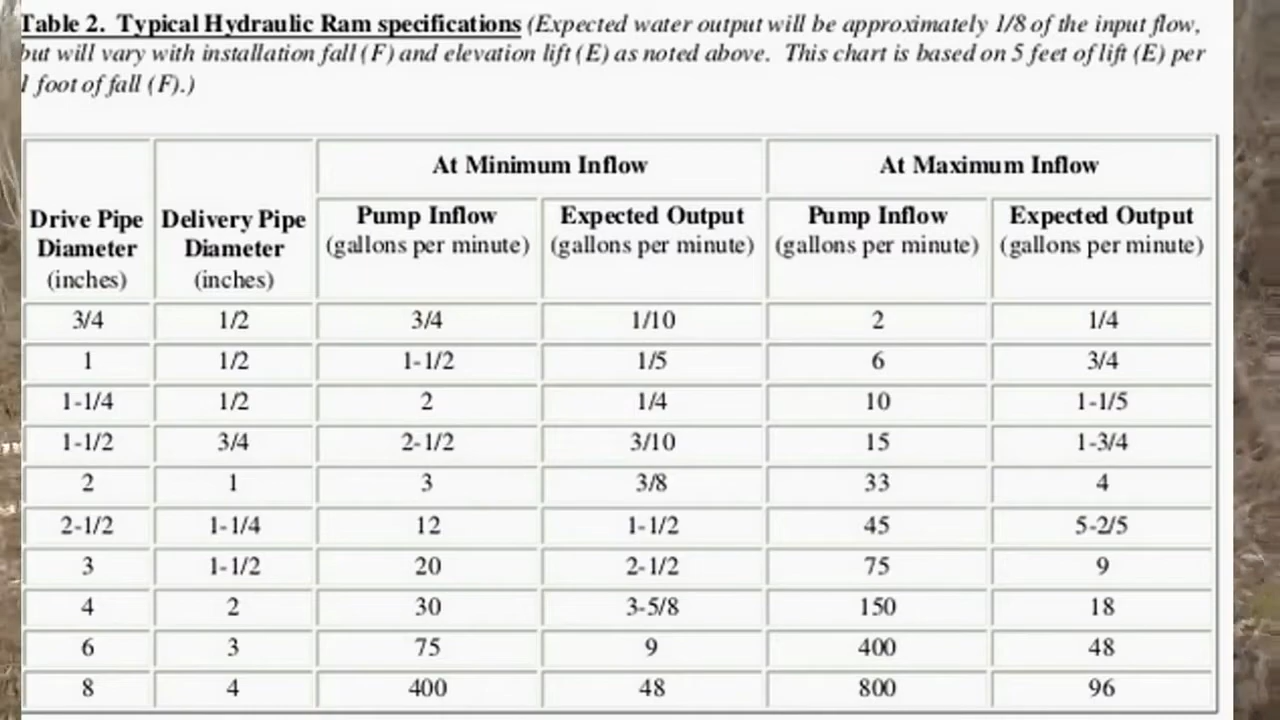 Table 2. Typical Hydraulic Ram specifications (Expected water output will be approximately 1/8 of the input flow,
but will vary with installation fall (F) and elevation lift (E) as noted above. This chart is based on 5 feet of lift (E) per
1 foot of fall (F).)
At Minimum Inflow At Maximum Inflow
Drive Pipe Diameter (inches) Delivery Pipe Diameter (inches) Pump Inflow (gallons per minute) Expected Output (gallons per minute) Pump Inflow (gallons per minute) Expected Output (gallons per minute)
3/4 1/2 3/4 1/10 2 1/4
1 1/2 1-1/2 1/5 6 3/4
1-1/4 1/2 2 1/4 10 1-1/5
1-1/2 3/4 2-1/2 3/10 15 1-3/4
2 1 3 3/8 33 4
2-1/2 1-1/4 12 1-1/2 45 5-2/5
3 1-1/2 20 2-1/2 75 9
4 2 30 3-5/8 150 18
6 3 75 9 400 48
8 4 400 48 800 96